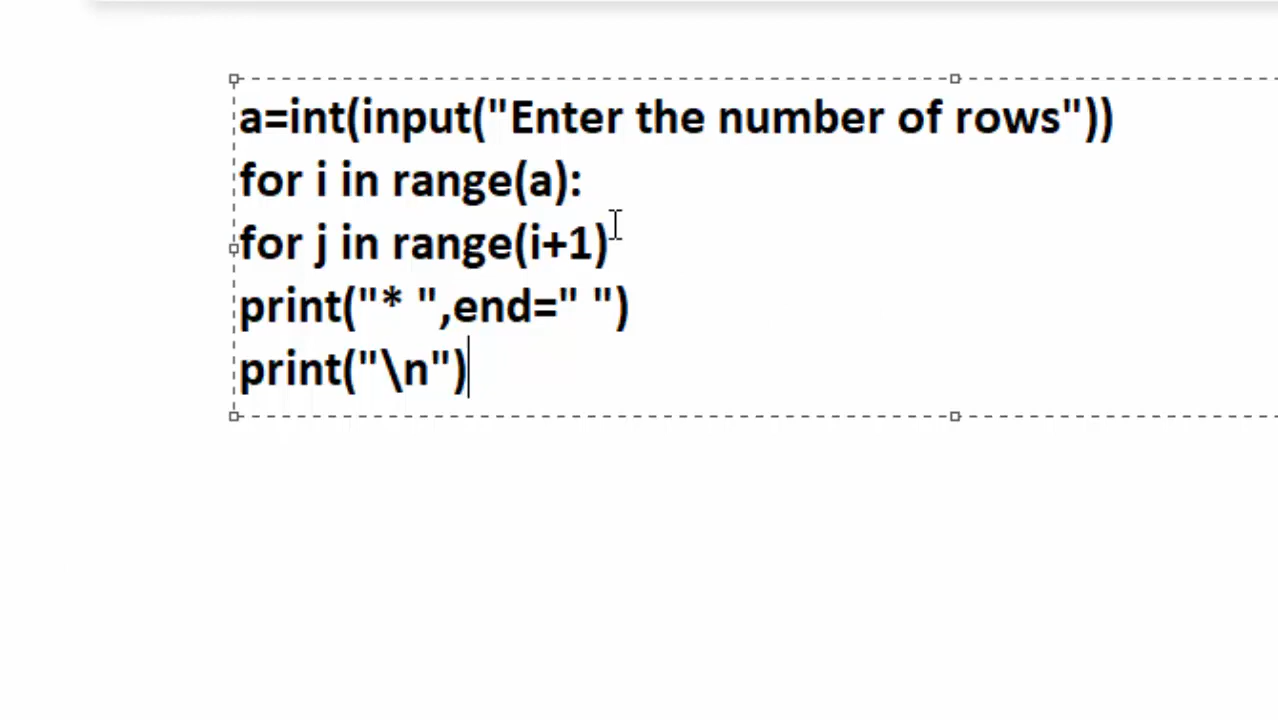 a=int(input("Enter the number of rows"))
for i in range(a):
for j in range(i+1)
print("* ",end=" ")
print("\n")